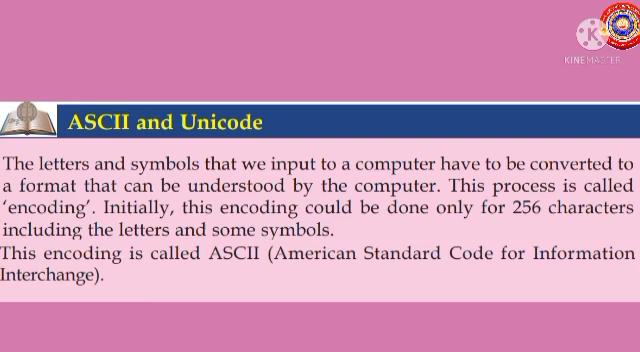 KINEMASTER
ASCII and Unicode
The letters and symbols that we input to a computer have to be converted to
a format that can be understood by the computer. This process is called
‘encoding’. Initially, this encoding could be done only for 256 characters
including the letters and some symbols.
This encoding is called ASCII (American Standard Code for Information
Interchange).